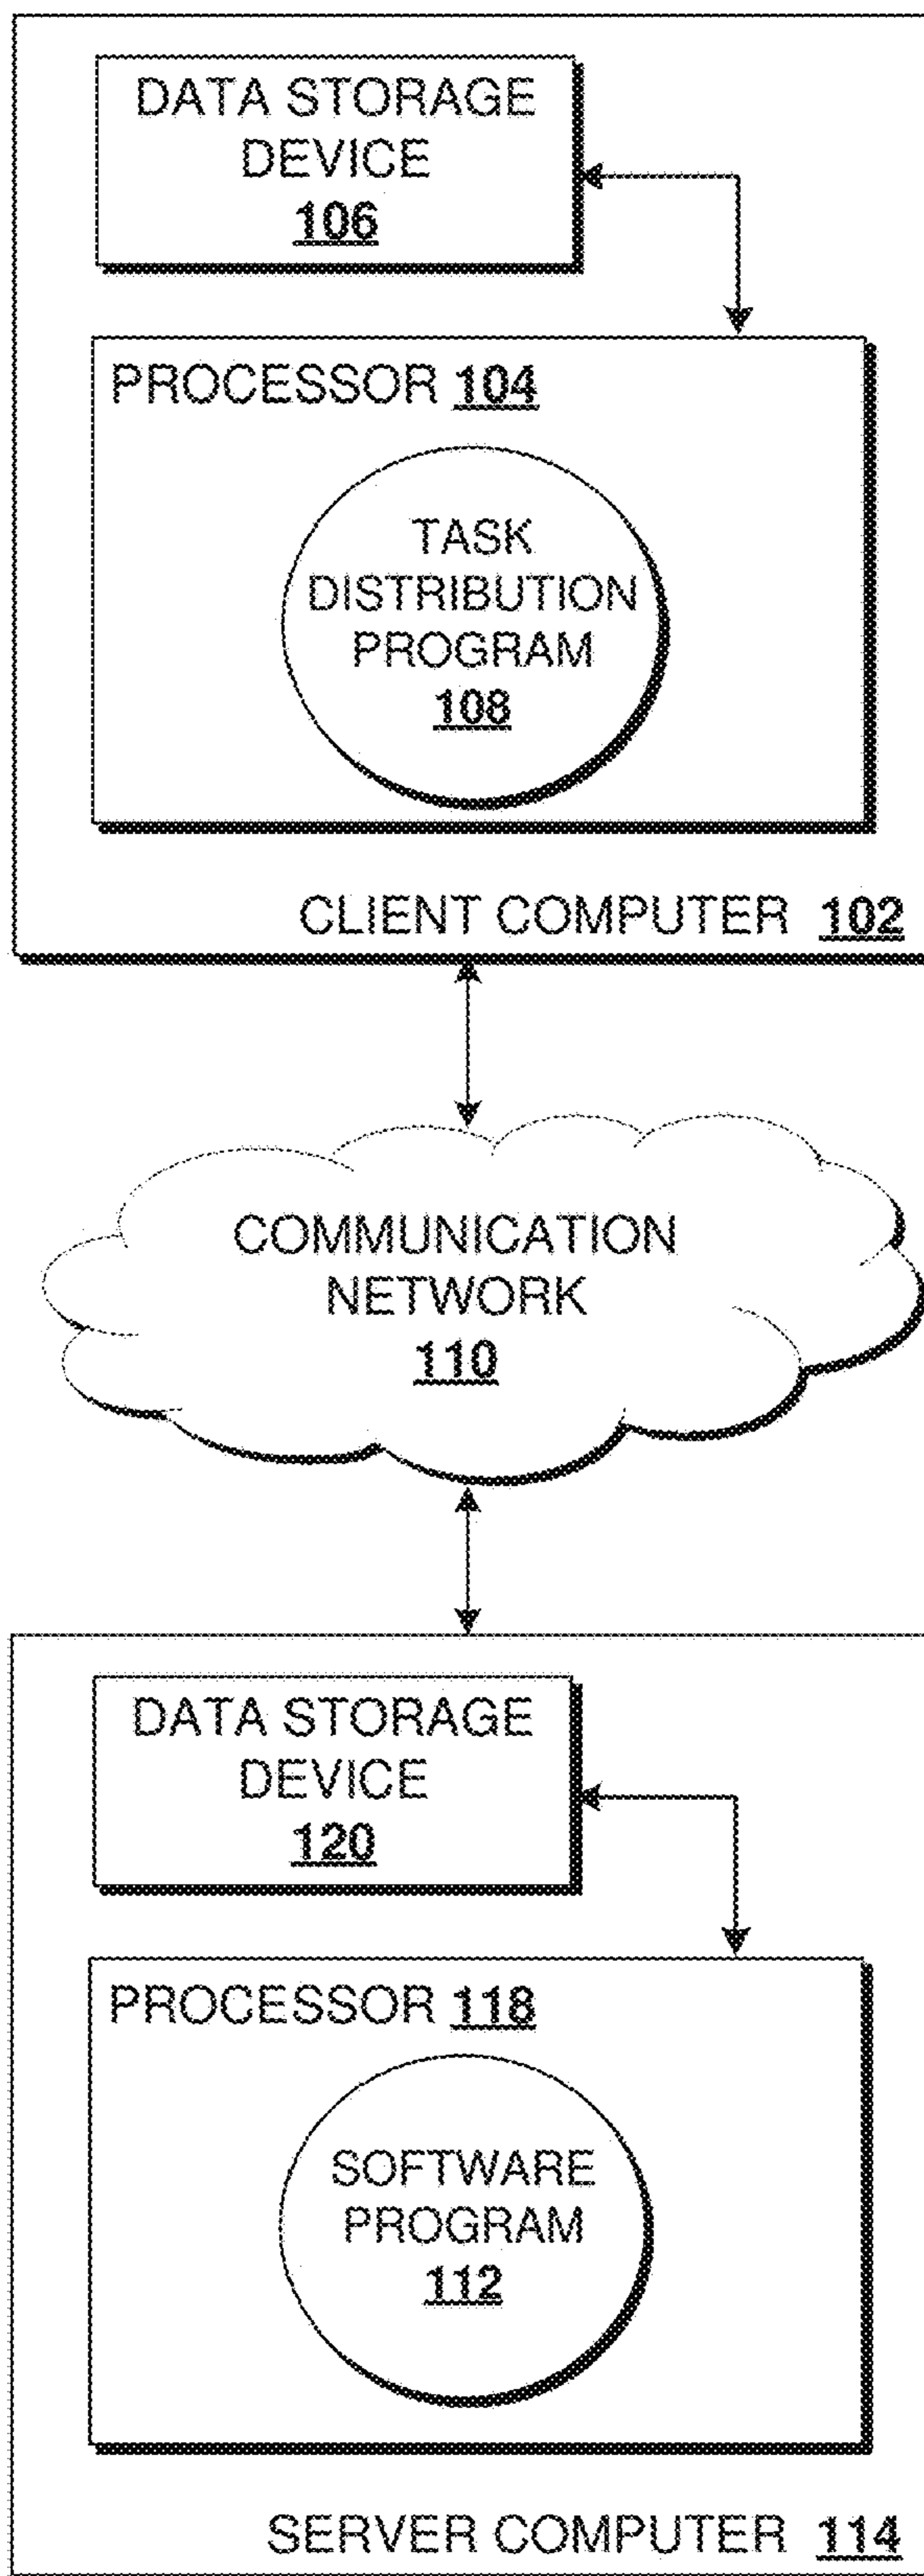 DATA STORAGE
DEVICE
106
PROCESSOR 104
TASK
DISTRIBUTION
PROGRAM
108
CLIENT COMPUTER 102
COMMUNICATION
NETWORK
110
DATA STORAGE
DEVICE
120
PROCESSOR 118
SOFTWARE
PROGRAM
112
SERVER COMPUTER 114